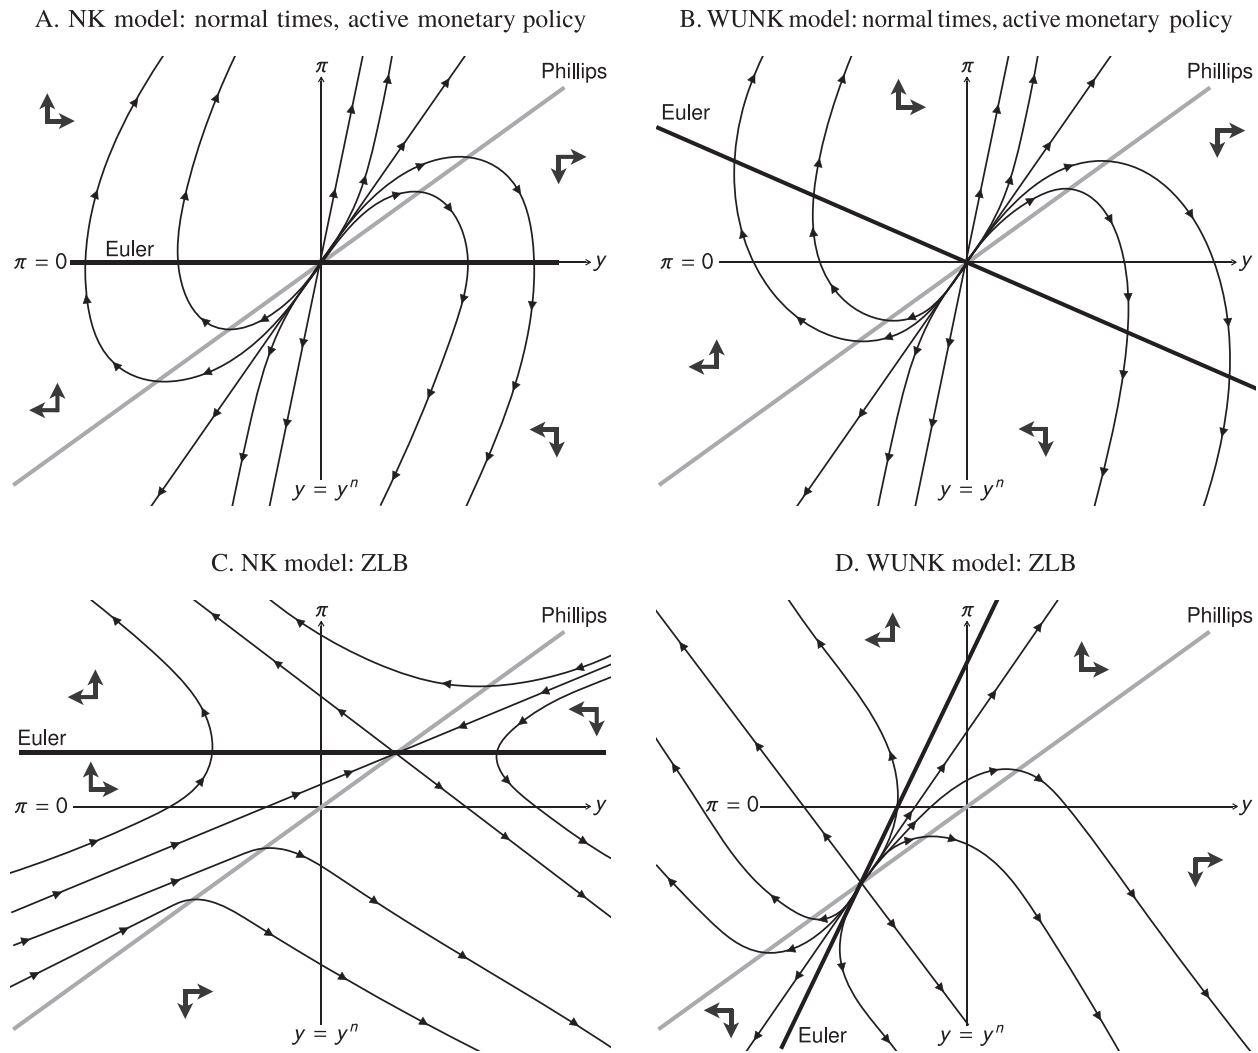 A. NK model: normal times, active monetary policy
π
Phillips
Euler
π = 0
y
y = yⁿ
B. WUNK model: normal times, active monetary policy
π
Phillips
Euler
π = 0
y
y = yⁿ
C. NK model: ZLB
π
Phillips
Euler
π = 0
y
y = yⁿ
D. WUNK model: ZLB
π
Phillips
π = 0
y
Euler
y = yⁿ